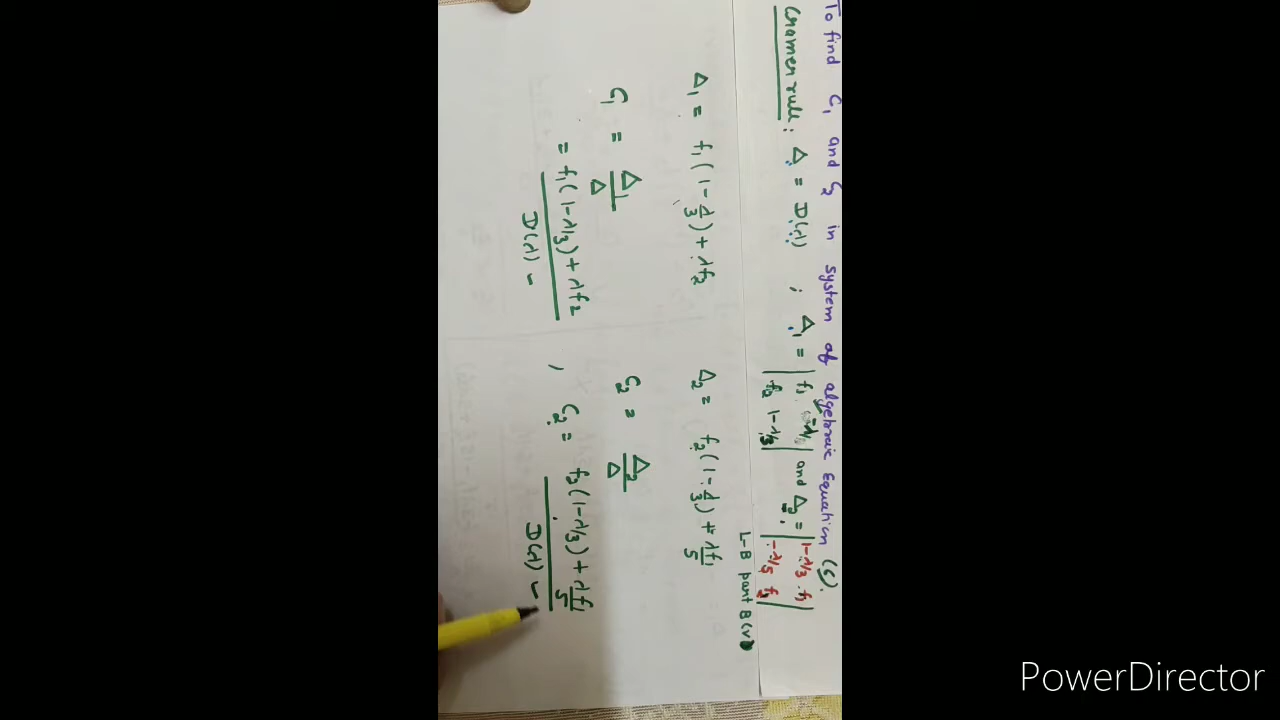 To find C₁ and C₂ in system of algebraic Equation (5).
Cramer rule: Δ = D(λ) ; Δ₁ = | f₁ -λ | and Δ₂ = | 1-λ/3 f₁ |
| f₂ 1-λ/3 | | -λ/5 f₂ |
L-B part B(v)
Δ₁ = f₁(1-λ/3) + λf₂ Δ₂ = f₂(1-λ/3) + λf₁/5
C₁ = Δ₁/Δ C₂ = Δ₂/Δ
= f₁(1-λ/3) + λf₂ / D(λ) , C₂ = f₂(1-λ/3) + λf₁/5 / D(λ)
PowerDirector